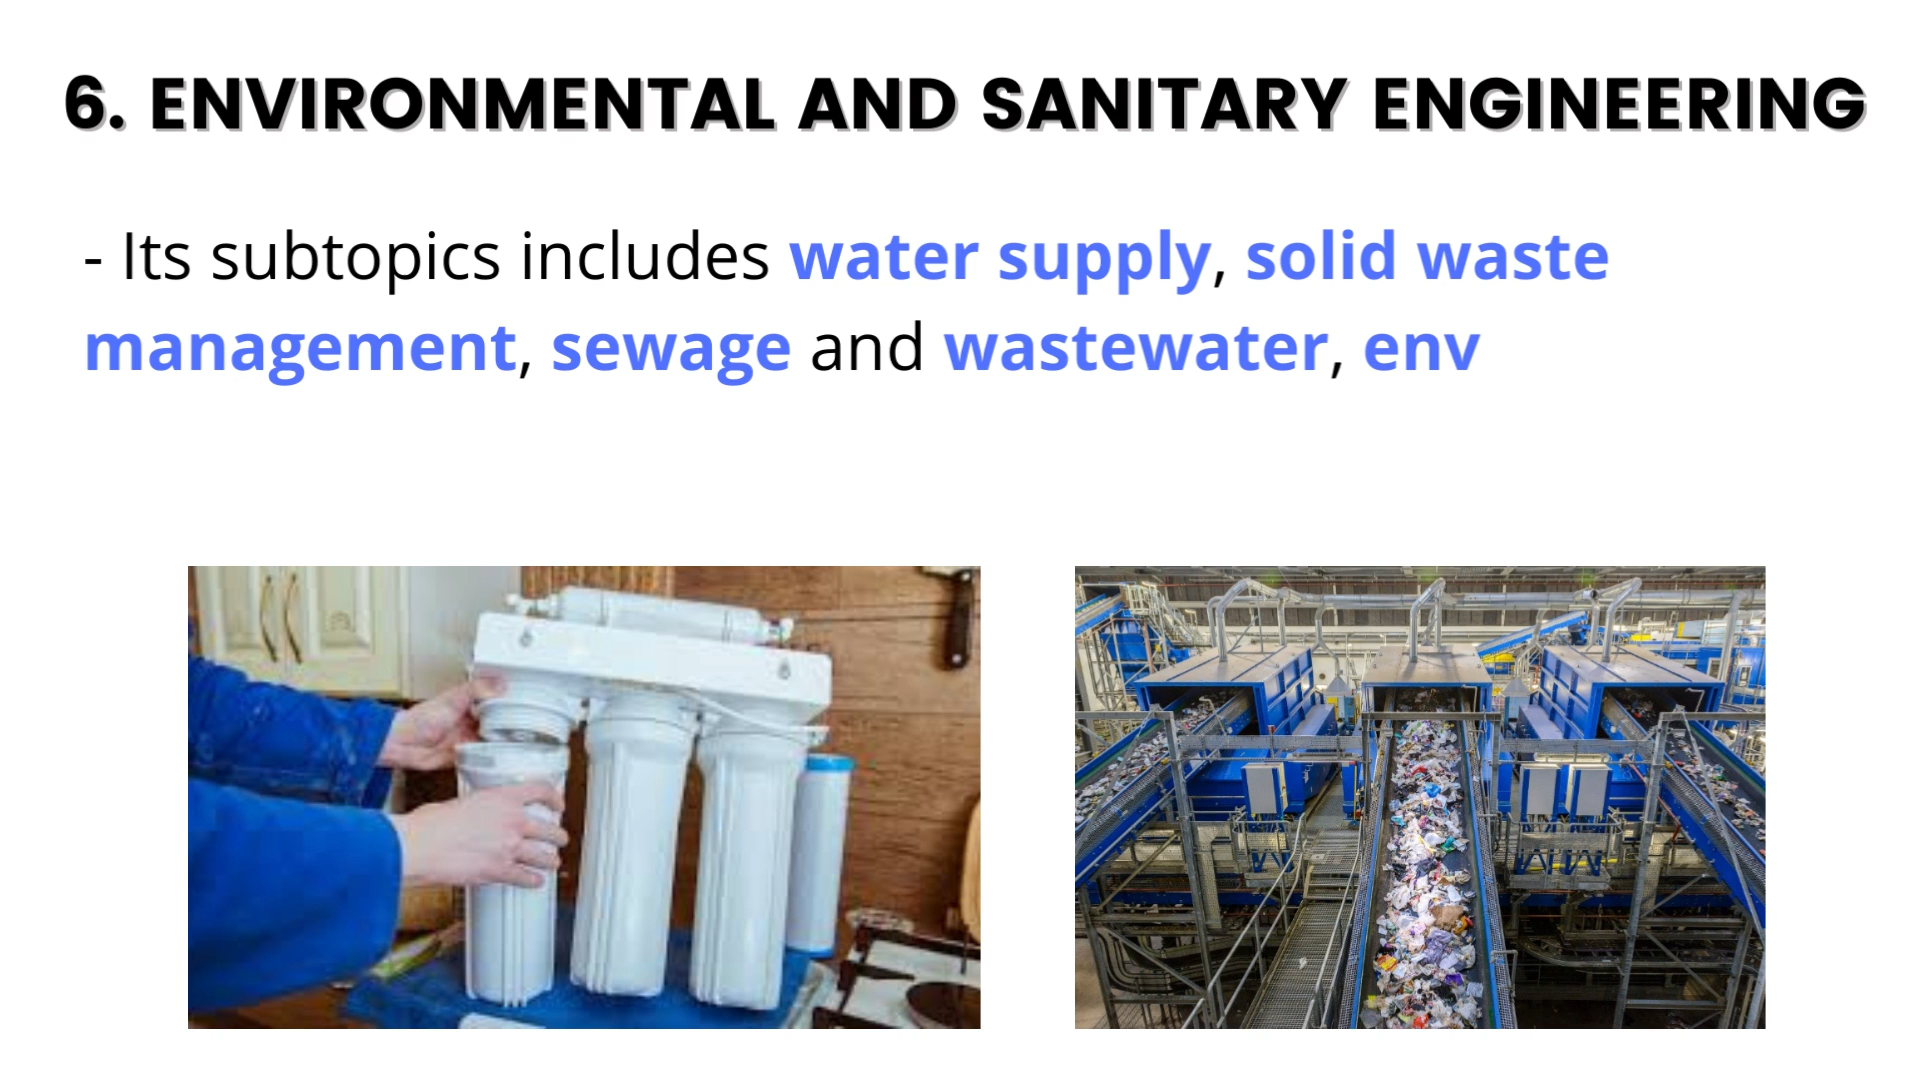 6. ENVIRONMENTAL AND SANITARY ENGINEERING
- Its subtopics includes water supply, solid waste
management, sewage and wastewater, env